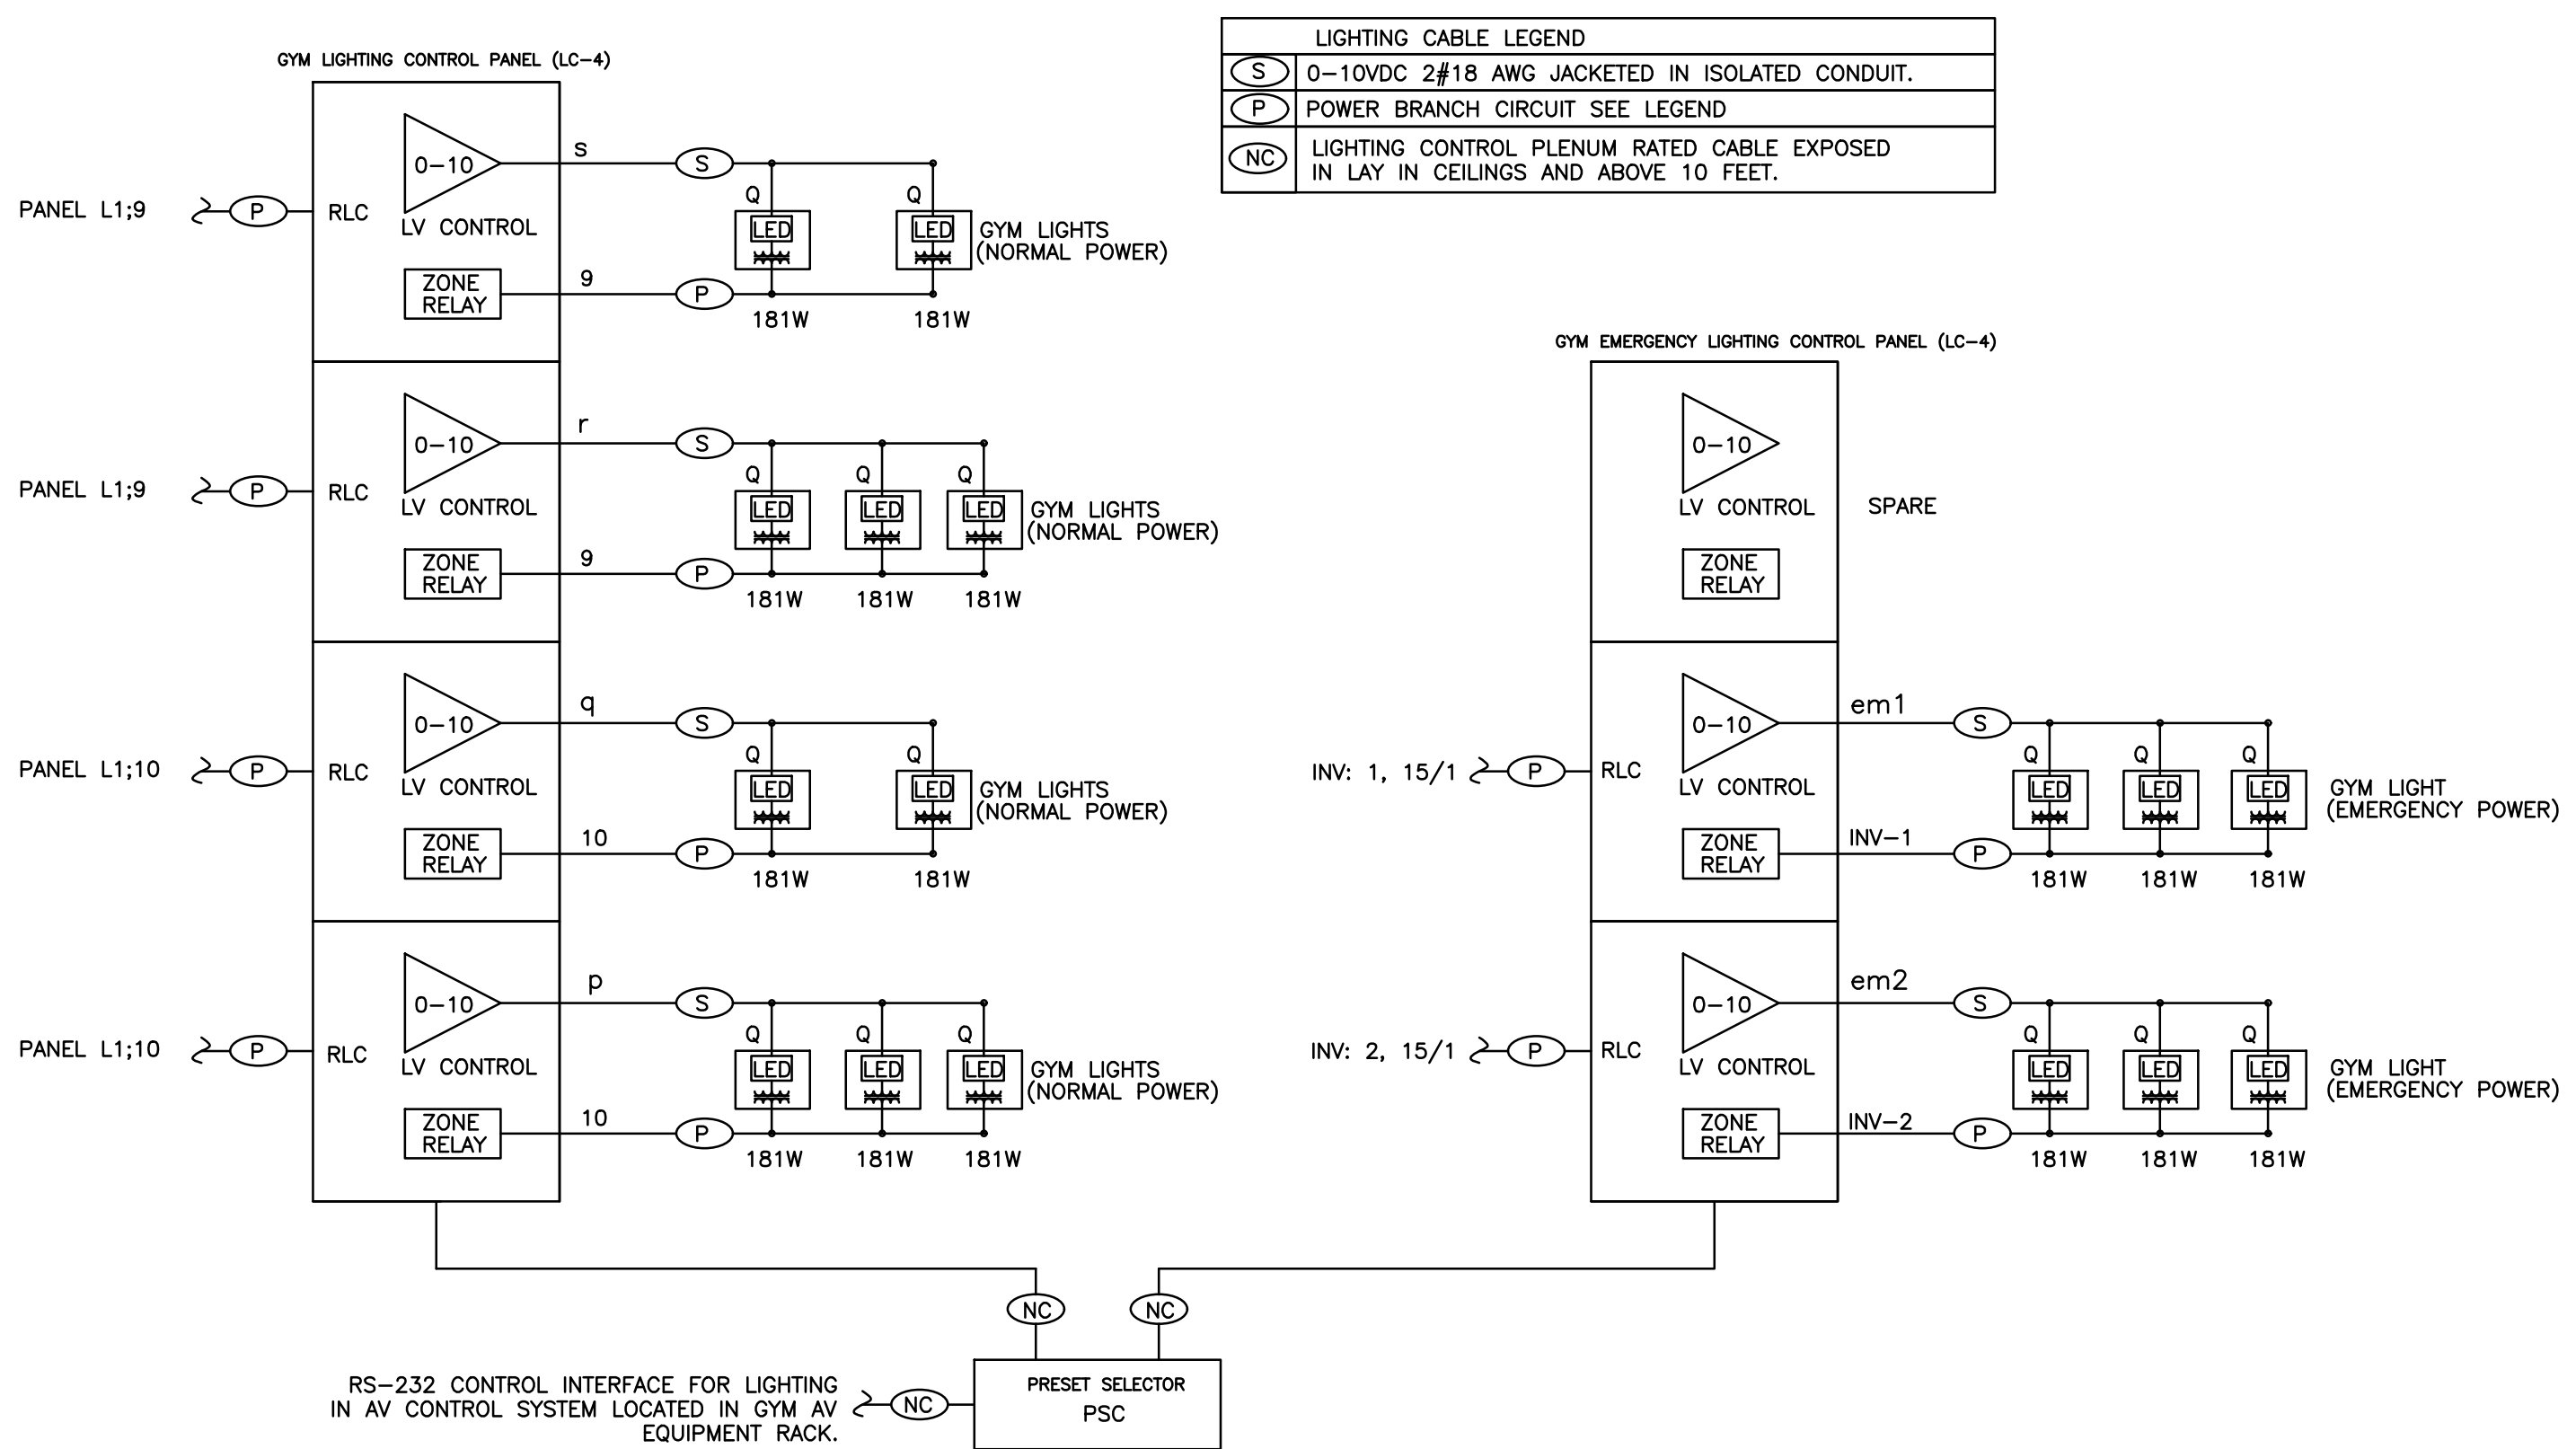 LIGHTING CABLE LEGEND
S 0-10VDC 2#18 AWG JACKETED IN ISOLATED CONDUIT.
P POWER BRANCH CIRCUIT SEE LEGEND
NC LIGHTING CONTROL PLENUM RATED CABLE EXPOSED
IN LAY IN CEILINGS AND ABOVE 10 FEET.
GYM LIGHTING CONTROL PANEL (LC-4)
0-10 s S
Q Q
PANEL L1;9 P RLC
LV CONTROL
LED LED GYM LIGHTS
(NORMAL POWER)
ZONE
RELAY
9 P
181W 181W
0-10 r S
Q Q Q
PANEL L1;9 P RLC
LV CONTROL
LED LED LED GYM LIGHTS
(NORMAL POWER)
ZONE
RELAY
9 P
181W 181W 181W
0-10 q S
Q Q
PANEL L1;10 P RLC
LV CONTROL
LED LED GYM LIGHTS
(NORMAL POWER)
ZONE
RELAY
10 P
181W 181W
0-10 p S
Q Q Q
PANEL L1;10 P RLC
LV CONTROL
LED LED LED GYM LIGHTS
(NORMAL POWER)
ZONE
RELAY
10 P
181W 181W 181W
GYM EMERGENCY LIGHTING CONTROL PANEL (LC-4)
0-10
LV CONTROL SPARE
ZONE
RELAY
0-10 em1 S
Q Q Q
INV: 1, 15/1 P RLC
LV CONTROL
LED LED LED GYM LIGHT
(EMERGENCY POWER)
ZONE
RELAY
INV-1 P
181W 181W 181W
0-10 em2 S
Q Q Q
INV: 2, 15/1 P RLC
LV CONTROL
LED LED LED GYM LIGHT
(EMERGENCY POWER)
ZONE
RELAY
INV-2 P
181W 181W 181W
NC NC
RS-232 CONTROL INTERFACE FOR LIGHTING
IN AV CONTROL SYSTEM LOCATED IN GYM AV
EQUIPMENT RACK.
NC
PRESET SELECTOR
PSC